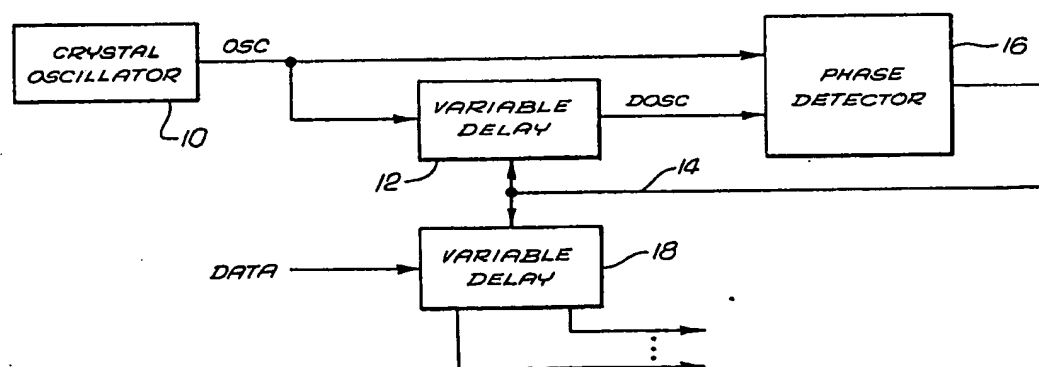 CRYSTAL
OSCILLATOR
10
OSC
VARIABLE
DELAY
12
DOSC
PHASE
DETECTOR
16
14
DATA
VARIABLE
DELAY
18